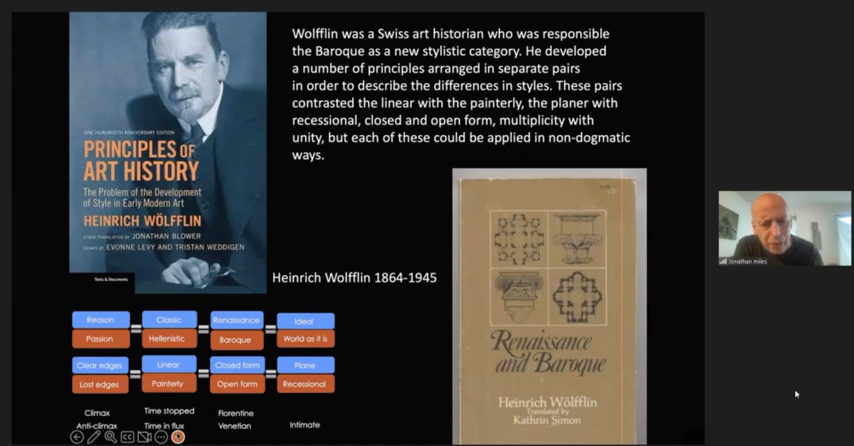 Wolfflin was a Swiss art historian who was responsible
the Baroque as a new stylistic category. He developed
a number of principles arranged in separate pairs
in order to describe the differences in styles. These pairs
contrasted the linear with the painterly, the planer with
recessional, closed and open form, multiplicity with
unity, but each of these could be applied in non-dogmatic
ways.
ONE HUNDREDTH ANNIVERSARY EDITION
PRINCIPLES OF
ART HISTORY
The Problem of the Development
of Style in Early Modern Art
HEINRICH WÖLFFLIN
A NEW TRANSLATION BY JONATHAN BLOWER
ESSAYS BY EVONNE LEVY AND TRISTAN WEDDIGEN
Texts & Documents
Heinrich Wolfflin 1864-1945
Renaissance
and Baroque
Heinrich Wölfflin
Translated by
Kathrin Simon
Jonathan miles
Reason = Classic = Renaissance = Ideal
Passion Hellenistic Baroque World as it is
Clear edges = Linear = Closed form = Plane
Lost edges Painterly Open form Recessional
Climax Time stopped Florentine
Anti-climax Time in flux Venetian Intimate
CC